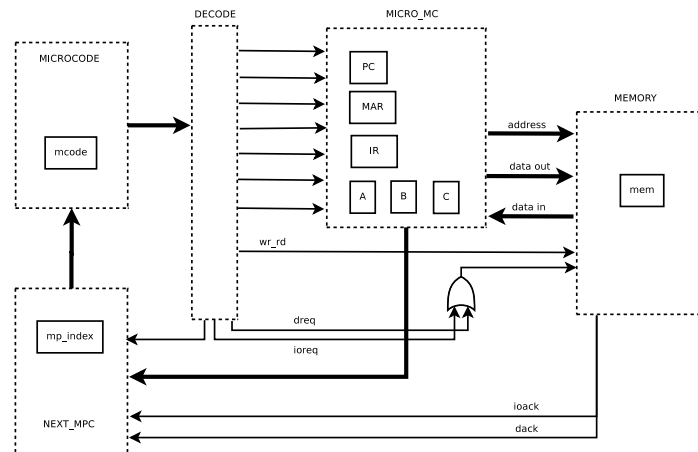 DECODE
MICRO_MC
MICROCODE
PC
MEMORY
MAR
address
mcode
IR
data out
mem
A
B
C
data in
wr_rd
dreq
mp_index
ioreq
ioack
NEXT_MPC
dack